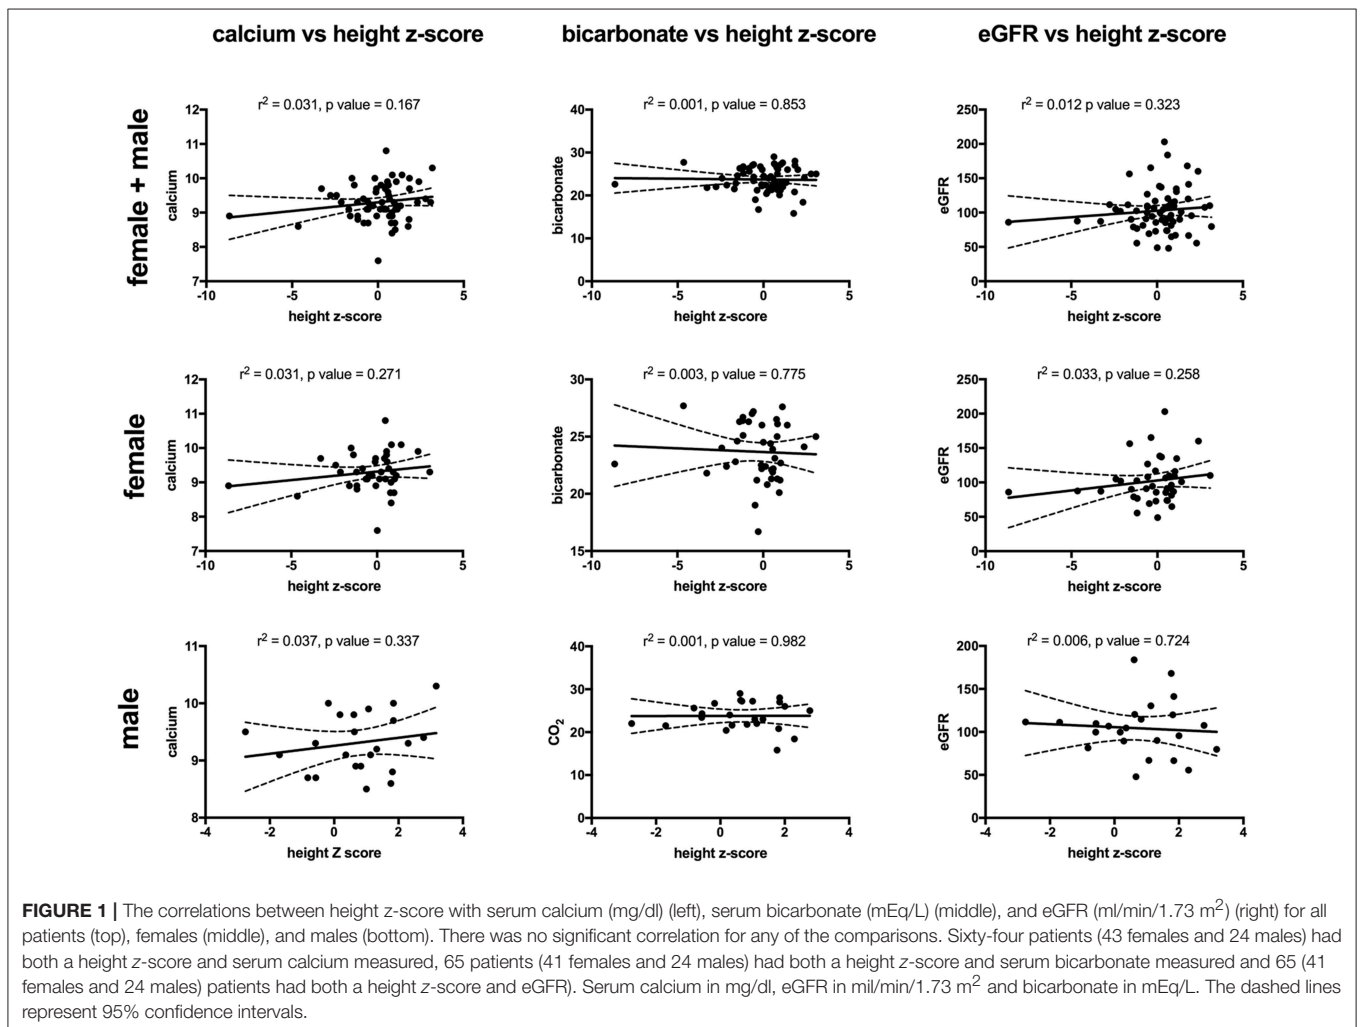 calcium vs height z-score
bicarbonate vs height z-score
eGFR vs height z-score
female + male
r² = 0.031, p value = 0.167
calcium
12
11
10
9
8
7
-10
-5
0
5
height z-score
r² = 0.001, p value = 0.853
bicarbonate
40
30
20
10
0
-10
-5
0
5
height z-score
r² = 0.012 p value = 0.323
eGFR
250
200
150
100
50
0
-10
-5
0
5
height z-score
female
r² = 0.031, p value = 0.271
calcium
12
11
10
9
8
7
-10
-5
0
5
height z-score
r² = 0.003, p value = 0.775
bicarbonate
30
25
20
15
-10
-5
0
5
height z-score
r² = 0.033, p value = 0.258
eGFR
250
200
150
100
50
0
-10
-5
0
5
height z-score
male
r² = 0.037, p value = 0.337
calcium
11
10
9
8
-4
-2
0
2
4
height Z score
r² = 0.001, p value = 0.982
CO₂
40
30
20
10
0
-4
-2
0
2
4
height z-score
r² = 0.006, p value = 0.724
eGFR
200
150
100
50
0
-4
-2
0
2
4
height z-score
FIGURE 1 | The correlations between height z-score with serum calcium (mg/dl) (left), serum bicarbonate (mEq/L) (middle), and eGFR (ml/min/1.73 m²) (right) for all
patients (top), females (middle), and males (bottom). There was no significant correlation for any of the comparisons. Sixty-four patients (43 females and 24 males) had
both a height z-score and serum calcium measured, 65 patients (41 females and 24 males) had both a height z-score and serum bicarbonate measured and 65 (41
females and 24 males) patients had both a height z-score and eGFR). Serum calcium in mg/dl, eGFR in mil/min/1.73 m² and bicarbonate in mEq/L. The dashed lines
represent 95% confidence intervals.